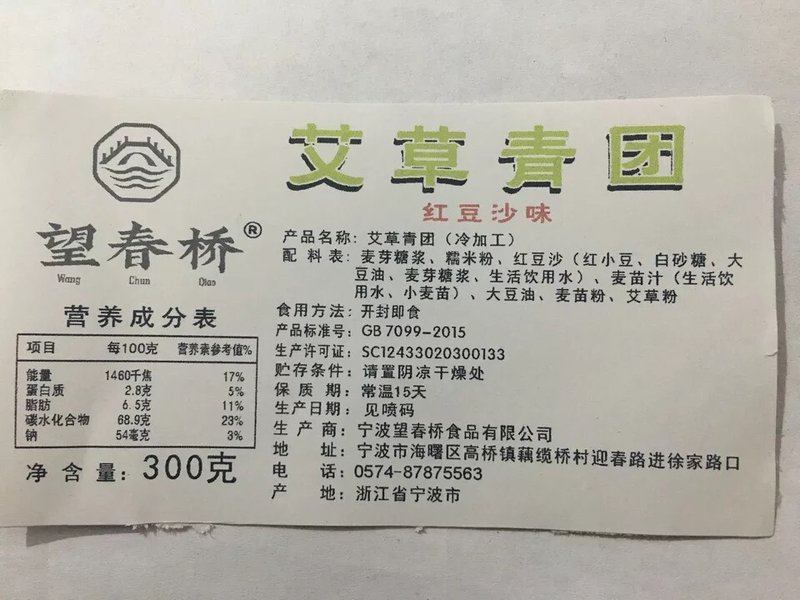 艾草青团
红豆沙味
望春桥®
Wang Chun Qiao
营养成分表
项目 每100克 营养素参考值%
能量 1460千焦 17%
蛋白质 2.8克 5%
脂肪 6.5克 11%
碳水化合物 68.9克 23%
钠 54毫克 3%
净含量：300克
产品名称：艾草青团（冷加工）
配料表：麦芽糖浆、糯米粉、红豆沙（红小豆、白砂糖、大
豆油、麦芽糖浆、生活饮用水）、麦苗汁（生活饮
用水、小麦苗）、大豆油、麦苗粉、艾草粉
食用方法：开封即食
产品标准号：GB 7099-2015
生产许可证：SC12433020300133
贮存条件：请置阴凉干燥处
保质期：常温15天
生产日期：见喷码
生产商：宁波望春桥食品有限公司
地址：宁波市海曙区高桥镇藕缆桥村迎春路进徐家路口
电话：0574-87875563
产地：浙江省宁波市